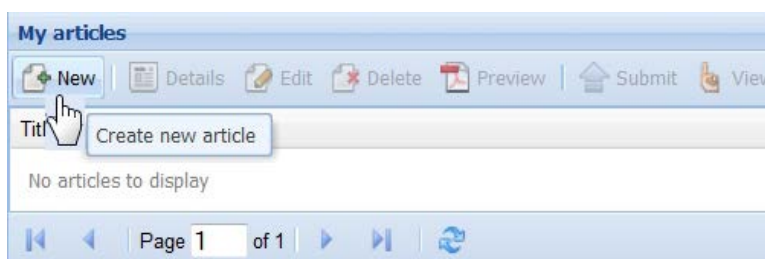 My articles
New Details Edit Delete Preview Submit
Create new article
No articles to display
Page 1 of 1